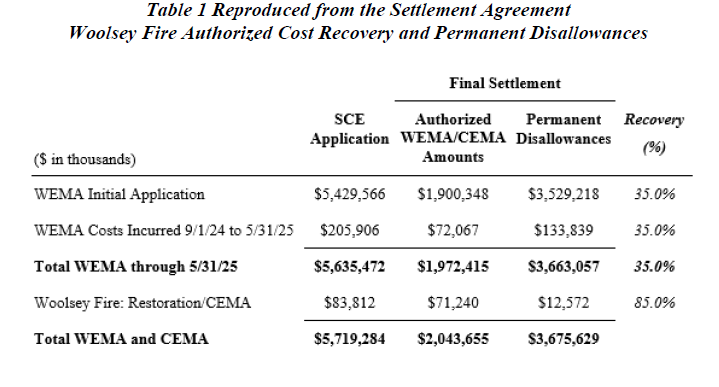 Table 1 Reproduced from the Settlement Agreement
Woolsey Fire Authorized Cost Recovery and Permanent Disallowances
Final Settlement
SCE Authorized Permanent Recovery
Application WEMA/CEMA Disallowances (%)
($ in thousands) Amounts
WEMA Initial Application $5,429,566 $1,900,348 $3,529,218 35.0%
WEMA Costs Incurred 9/1/24 to 5/31/25 $205,906 $72,067 $133,839 35.0%
Total WEMA through 5/31/25 $5,635,472 $1,972,415 $3,663,057 35.0%
Woolsey Fire: Restoration/CEMA $83,812 $71,240 $12,572 85.0%
Total WEMA and CEMA $5,719,284 $2,043,655 $3,675,629